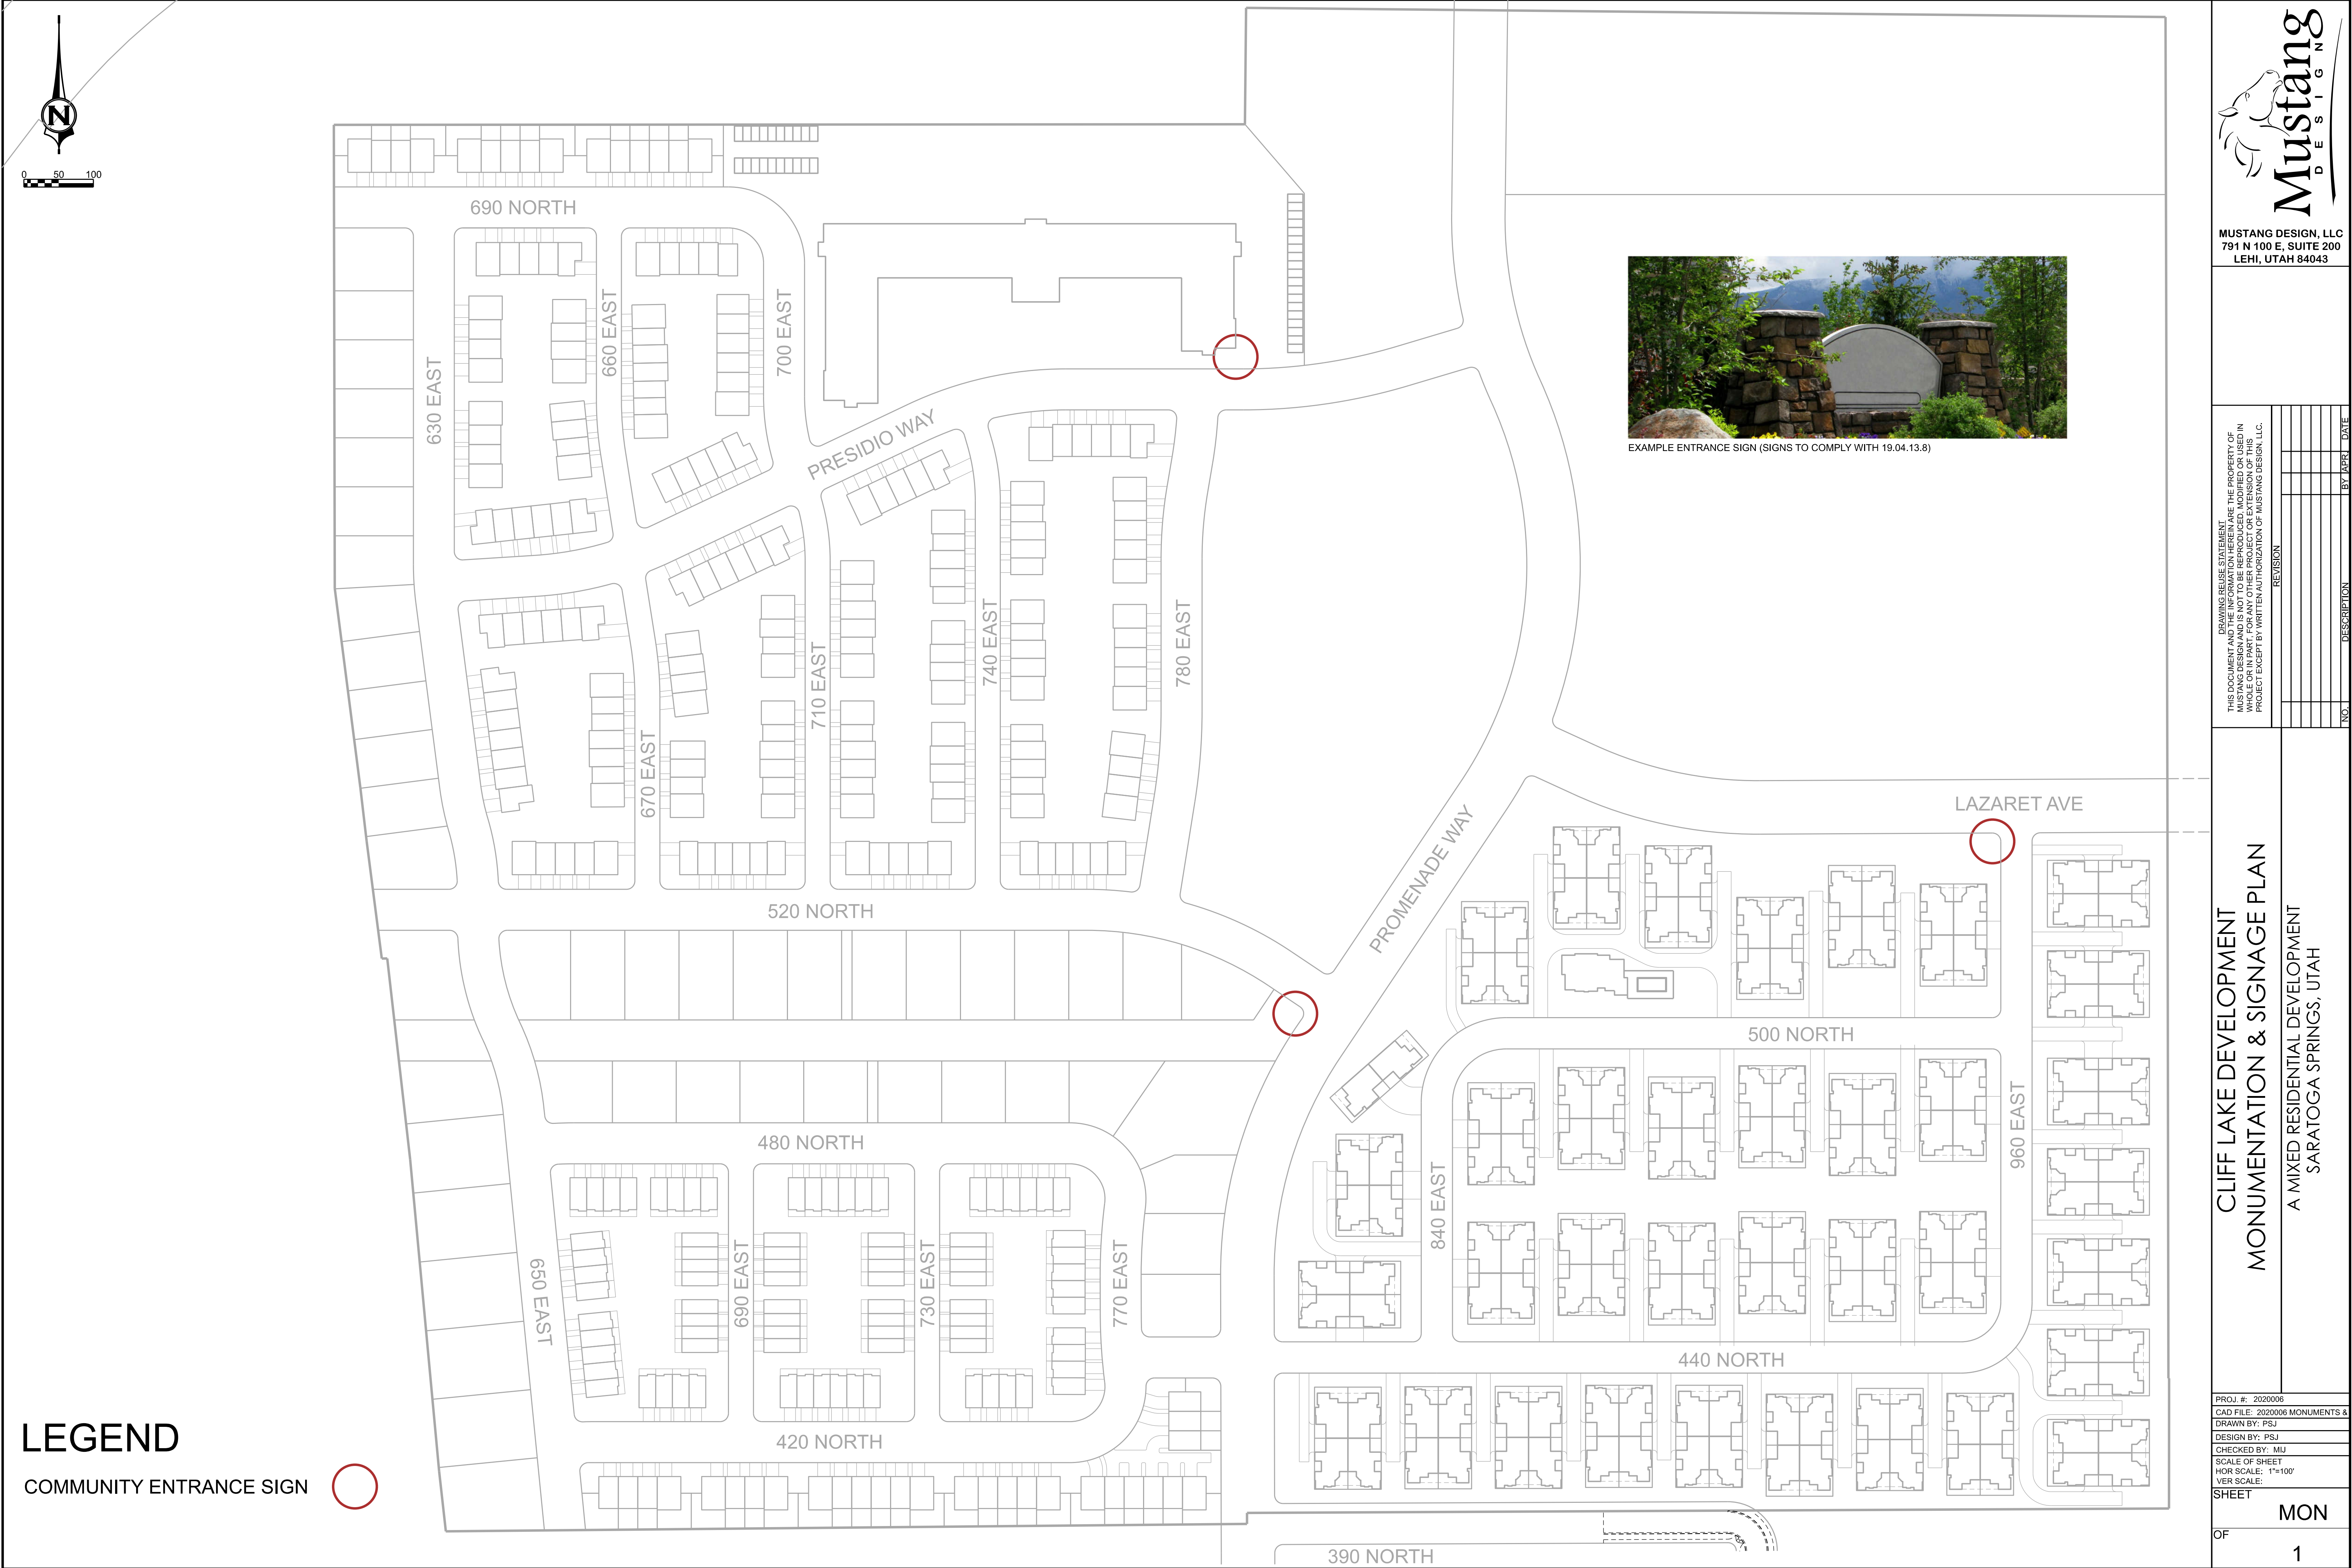 N
0 50 100
690 NORTH
630 EAST
660 EAST
700 EAST
PRESIDIO WAY
EXAMPLE ENTRANCE SIGN (SIGNS TO COMPLY WITH 19.04.13.8)
670 EAST
710 EAST
740 EAST
780 EAST
520 NORTH
PROMENADE WAY
LAZARET AVE
500 NORTH
480 NORTH
960 EAST
840 EAST
650 EAST
690 EAST
730 EAST
770 EAST
440 NORTH
420 NORTH
390 NORTH
LEGEND
COMMUNITY ENTRANCE SIGN
Mustang
DESIGN
MUSTANG DESIGN, LLC
791 N 100 E, SUITE 200
LEHI, UTAH 84043
DRAWING REUSE STATEMENT
THIS DOCUMENT AND THE INFORMATION HEREIN ARE THE PROPERTY OF
MUSTANG DESIGN AND IS NOT TO BE REPRODUCED, MODIFIED OR USED IN
WHOLE OR IN PART, FOR ANY OTHER PROJECT OR EXTENSION OF THIS
PROJECT EXCEPT BY WRITTEN AUTHORIZATION OF MUSTANG DESIGN, LLC.
REVISION
NO. DESCRIPTION BY APR. DATE
CLIFF LAKE DEVELOPMENT
MONUMENTATION & SIGNAGE PLAN
A MIXED RESIDENTIAL DEVELOPMENT
SARATOGA SPRINGS, UTAH
PROJ. #: 2020006
CAD FILE: 2020006 MONUMENTS &
DRAWN BY: PSJ
DESIGN BY: PSJ
CHECKED BY: MIJ
SCALE OF SHEET
HOR SCALE: 1"=100'
VER SCALE:
SHEET
MON
OF
1